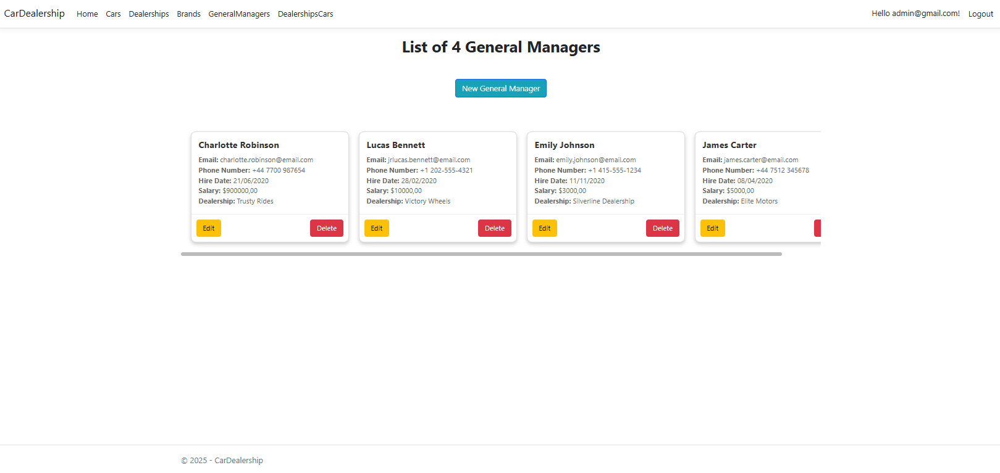 CarDealership Home Cars Dealerships Brands GeneralManagers DealershipsCars Hello admin@gmail.com! Logout
List of 4 General Managers
New General Manager
Charlotte Robinson
Email: charlotte.robinson@email.com
Phone Number: +44 7700 987654
Hire Date: 21/06/2020
Salary: $900000,00
Dealership: Trusty Rides
Edit Delete
Lucas Bennett
Email: jrlucas.bennett@email.com
Phone Number: +1 202-555-4321
Hire Date: 28/02/2020
Salary: $10000,00
Dealership: Victory Wheels
Edit Delete
Emily Johnson
Email: emily.johnson@email.com
Phone Number: +1 415-555-1234
Hire Date: 11/11/2020
Salary: $3000,00
Dealership: Silverline Dealership
Edit Delete
James Carter
Email: james.carter@email.com
Phone Number: +44 7512 345678
Hire Date: 08/04/2020
Salary: $5000,00
Dealership: Elite Motors
Edit
© 2025 - CarDealership